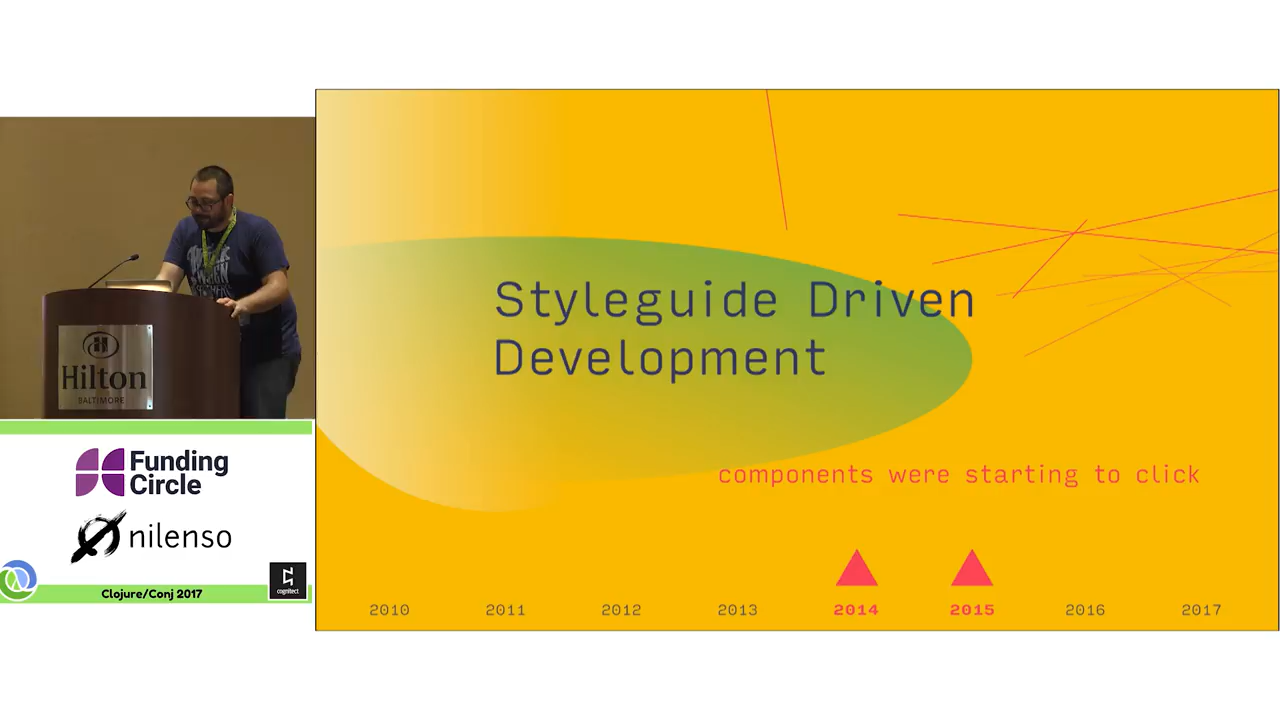 Styleguide Driven
Development
components were starting to click
2010 2011 2012 2013 2014 2015 2016 2017
Hilton
BALTIMORE
Funding
Circle
nilenso
cognitect
Clojure/Conj 2017